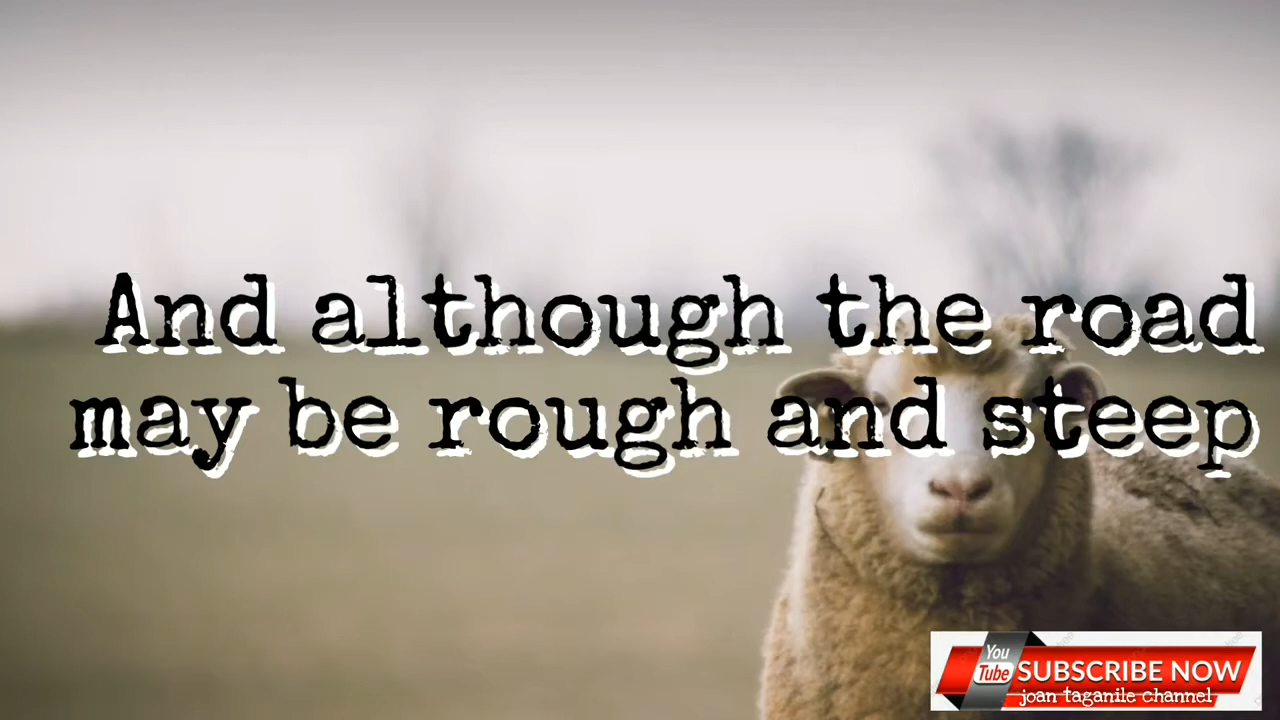 And although the road
may be rough and steep
You
Tube
SUBSCRIBE NOW
joan taganile channel